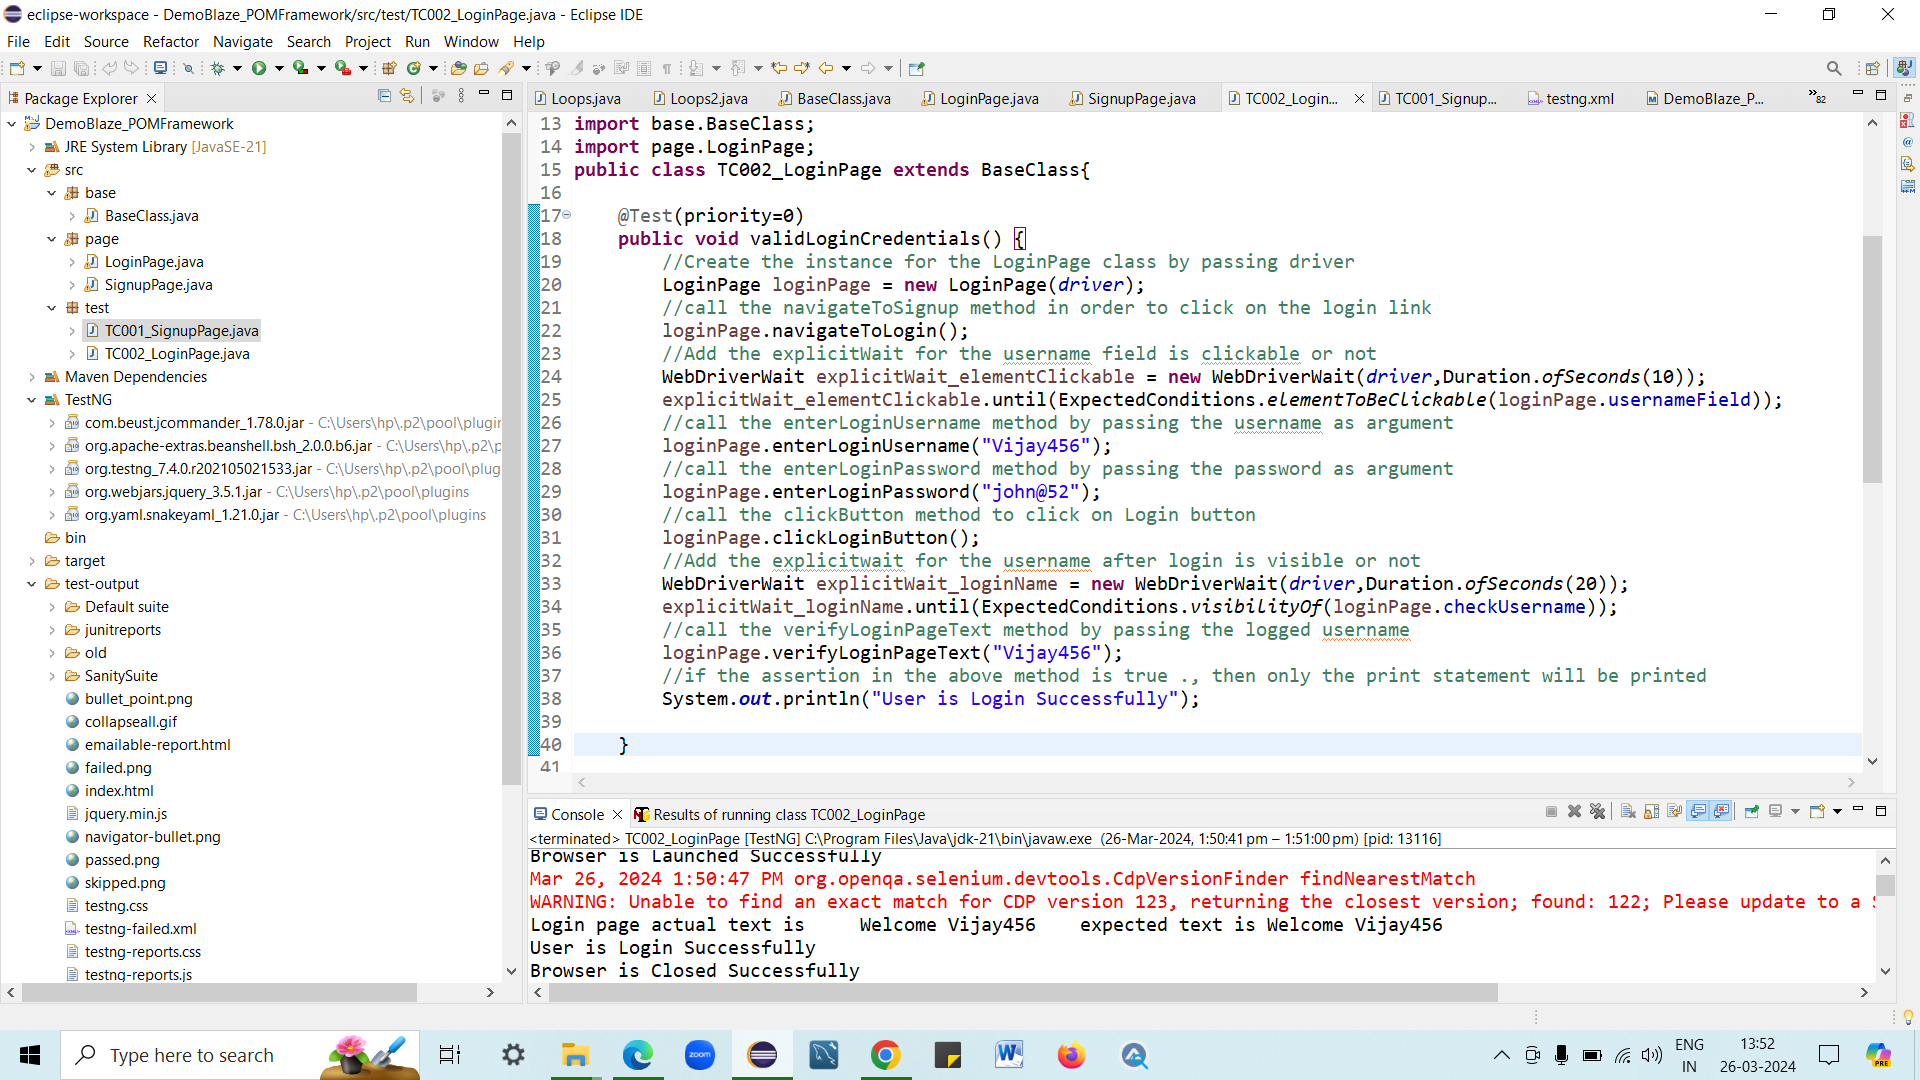 eclipse-workspace - DemoBlaze_POMFramework/src/test/TC002_LoginPage.java - Eclipse IDE
File Edit Source Refactor Navigate Search Project Run Window Help
Package Explorer
DemoBlaze_POMFramework
JRE System Library [JavaSE-21]
src
base
BaseClass.java
page
LoginPage.java
SignupPage.java
test
TC001_SignupPage.java
TC002_LoginPage.java
Maven Dependencies
TestNG
com.beust.jcommander_1.78.0.jar - C:\Users\hp\.p2\pool\plugin
org.apache-extras.beanshell.bsh_2.0.0.b6.jar - C:\Users\hp\.p2\p
org.testng_7.4.0.r202105021533.jar - C:\Users\hp\.p2\pool\plug
org.webjars.jquery_3.5.1.jar - C:\Users\hp\.p2\pool\plugins
org.yaml.snakeyaml_1.21.0.jar - C:\Users\hp\.p2\pool\plugins
bin
target
test-output
Default suite
junitreports
old
SanitySuite
bullet_point.png
collapseall.gif
emailable-report.html
failed.png
index.html
jquery.min.js
navigator-bullet.png
passed.png
skipped.png
testng.css
testng-failed.xml
testng-reports.css
testng-reports.js
Loops.java Loops2.java BaseClass.java LoginPage.java SignupPage.java TC002_Login... TC001_Signup... testng.xml DemoBlaze_P... »82
13 import base.BaseClass;
14 import page.LoginPage;
15 public class TC002_LoginPage extends BaseClass{
16
17 @Test(priority=0)
18 public void validLoginCredentials() {
19 //Create the instance for the LoginPage class by passing driver
20 LoginPage loginPage = new LoginPage(driver);
21 //call the navigateToSignup method in order to click on the login link
22 loginPage.navigateToLogin();
23 //Add the explicitWait for the username field is clickable or not
24 WebDriverWait explicitWait_elementClickable = new WebDriverWait(driver,Duration.ofSeconds(10));
25 explicitWait_elementClickable.until(ExpectedConditions.elementToBeClickable(loginPage.usernameField));
26 //call the enterLoginUsername method by passing the username as argument
27 loginPage.enterLoginUsername("Vijay456");
28 //call the enterLoginPassword method by passing the password as argument
29 loginPage.enterLoginPassword("john@52");
30 //call the clickButton method to click on Login button
31 loginPage.clickLoginButton();
32 //Add the explicitwait for the username after login is visible or not
33 WebDriverWait explicitWait_loginName = new WebDriverWait(driver,Duration.ofSeconds(20));
34 explicitWait_loginName.until(ExpectedConditions.visibilityOf(loginPage.checkUsername));
35 //call the verifyLoginPageText method by passing the logged username
36 loginPage.verifyLoginPageText("Vijay456");
37 //if the assertion in the above method is true ., then only the print statement will be printed
38 System.out.println("User is Login Successfully");
39
40 }
41
Console Results of running class TC002_LoginPage
<terminated> TC002_LoginPage [TestNG] C:\Program Files\Java\jdk-21\bin\javaw.exe (26-Mar-2024, 1:50:41 pm – 1:51:00 pm) [pid: 13116]
Browser is Launched Successfully
Mar 26, 2024 1:50:47 PM org.openqa.selenium.devtools.CdpVersionFinder findNearestMatch
WARNING: Unable to find an exact match for CDP version 123, returning the closest version; found: 122; Please update to a S
Login page actual text is Welcome Vijay456 expected text is Welcome Vijay456
User is Login Successfully
Browser is Closed Successfully
Type here to search
zoom
ENG
IN
13:52
26-03-2024
PRE